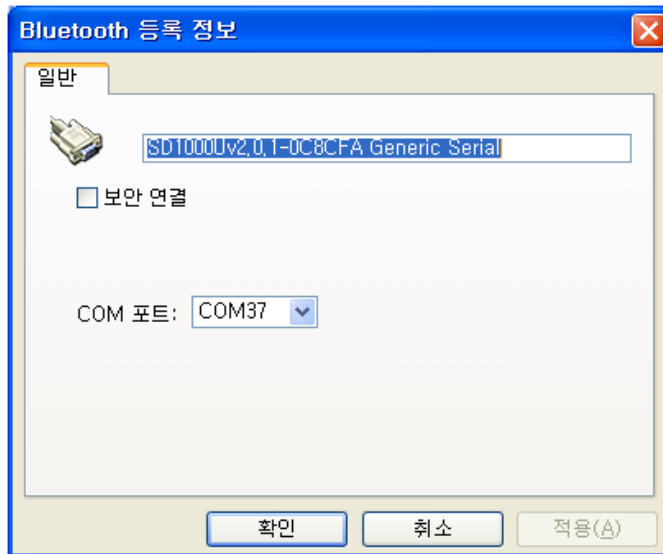 Bluetooth 등록 정보
일반
SD1000Uv2,0,1-0C8CFA Generic Serial
보안 연결
COM 포트: COM37
확인 취소 적용(A)